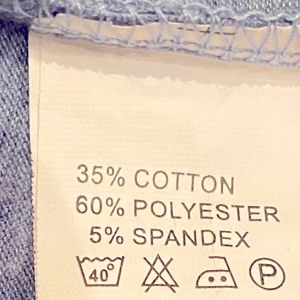 35% COTTON
60% POLYESTER
5% SPANDEX
40° P